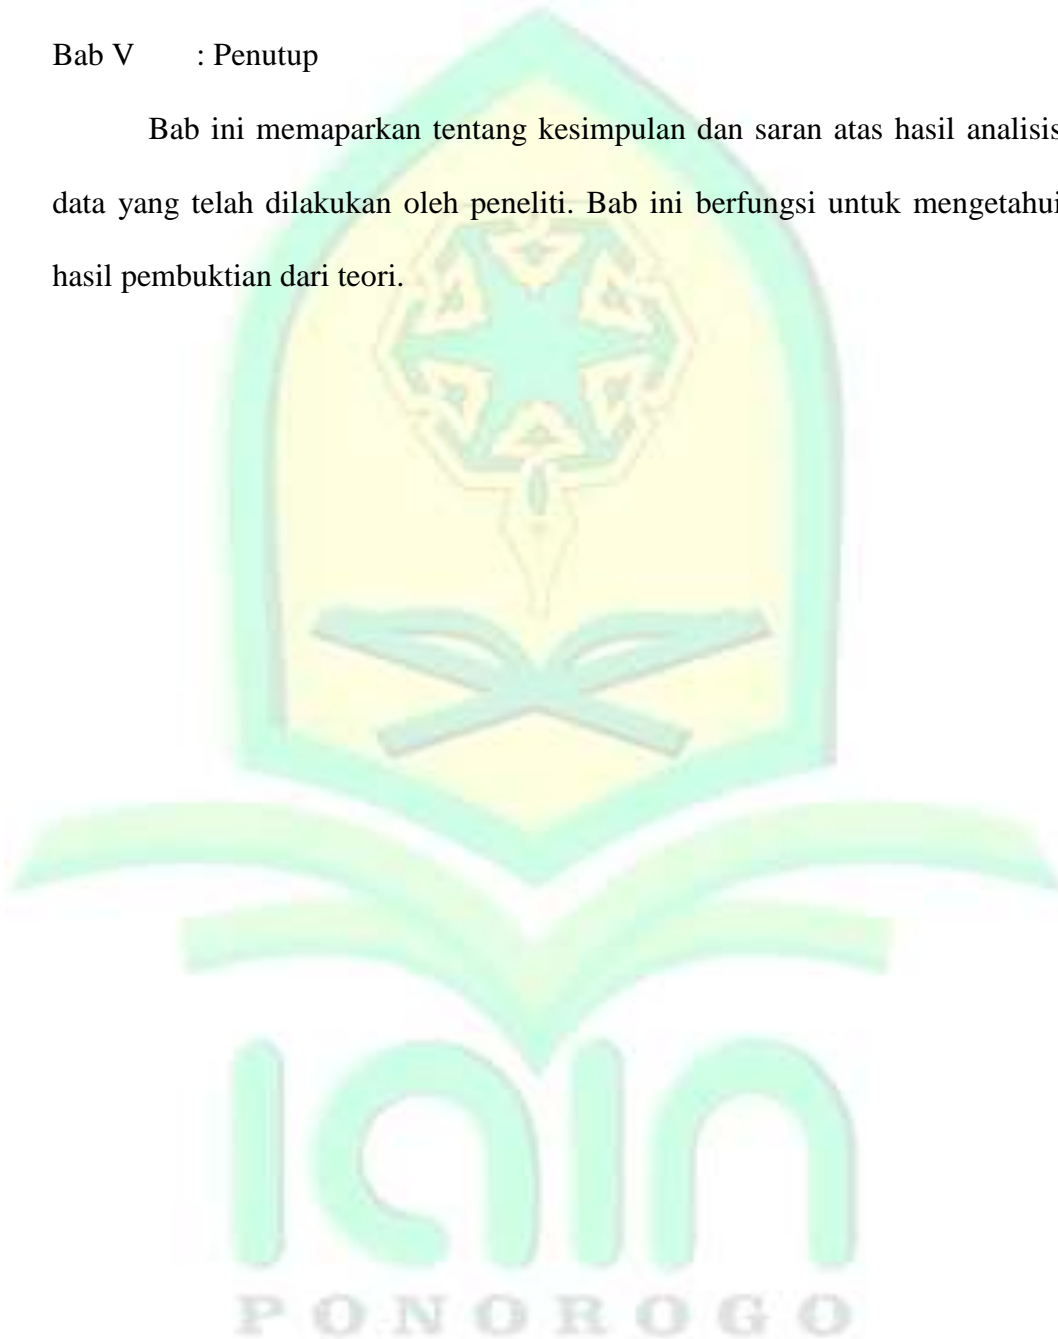 Bab V : Penutup
Bab ini memaparkan tentang kesimpulan dan saran atas hasil analisis
data yang telah dilakukan oleh peneliti. Bab ini berfungsi untuk mengetahui
hasil pembuktian dari teori.
iain
PONOROGO